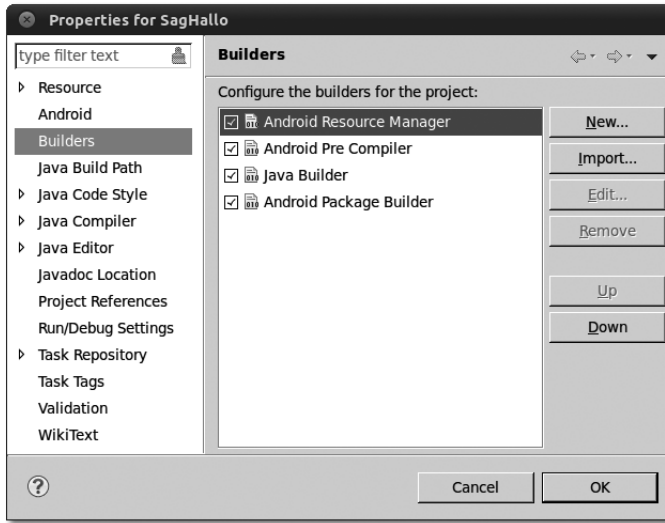 Properties for SagHallo
type filter text
Resource
Android
Builders
Java Build Path
Java Code Style
Java Compiler
Java Editor
Javadoc Location
Project References
Run/Debug Settings
Task Repository
Task Tags
Validation
WikiText
Builders
Configure the builders for the project:
Android Resource Manager
Android Pre Compiler
Java Builder
Android Package Builder
New...
Import...
Edit...
Remove
Up
Down
Cancel
OK